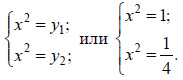 {x² = y₁; x² = y₂; или {x² = 1; x² = 1/4.